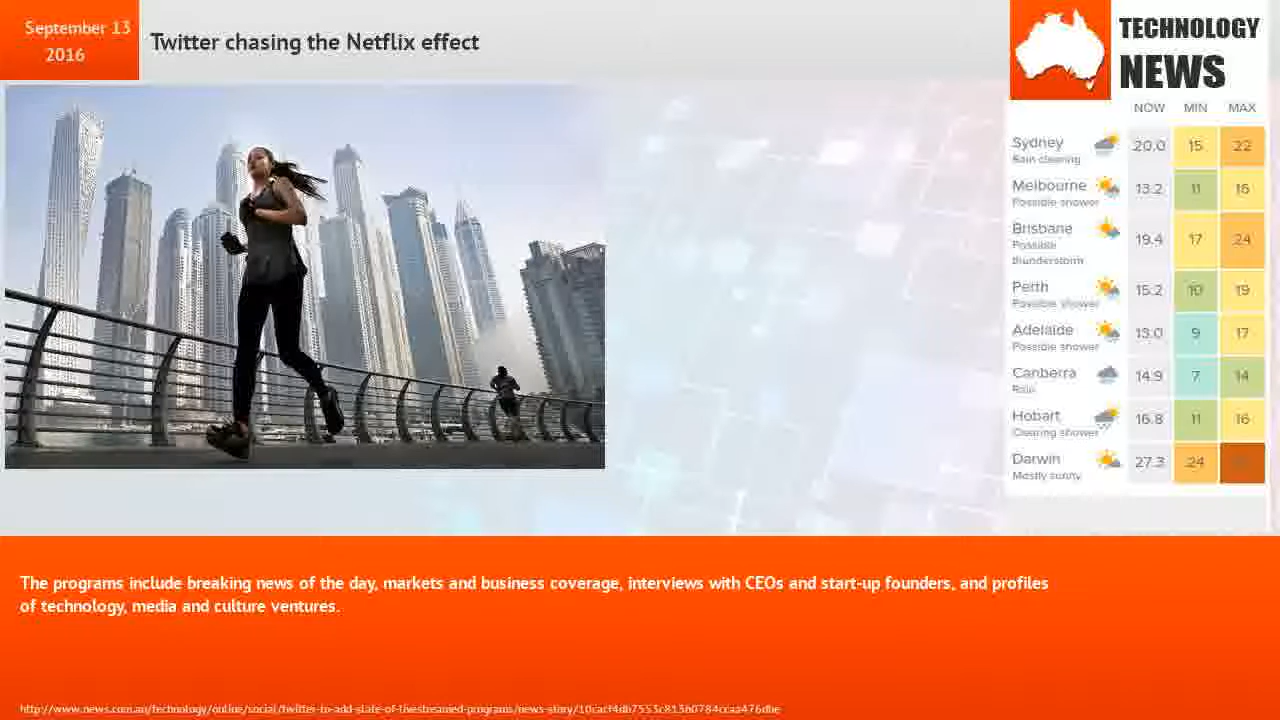 September 13
2016
Twitter chasing the Netflix effect
TECHNOLOGY
NEWS
NOW MIN MAX
Sydney 20.0 15 22
Rain clearing
Melbourne 13.2 11 16
Possible shower
Brisbane 19.4 17 24
Possible
thunderstorm
Perth 15.2 10 19
Possible shower
Adelaide 13.0 9 17
Possible shower
Canberra 14.9 7 14
Rain
Hobart 16.8 11 16
Clearing shower
Darwin 27.3 24
Mostly sunny
The programs include breaking news of the day, markets and business coverage, interviews with CEOs and start-up founders, and profiles
of technology, media and culture ventures.